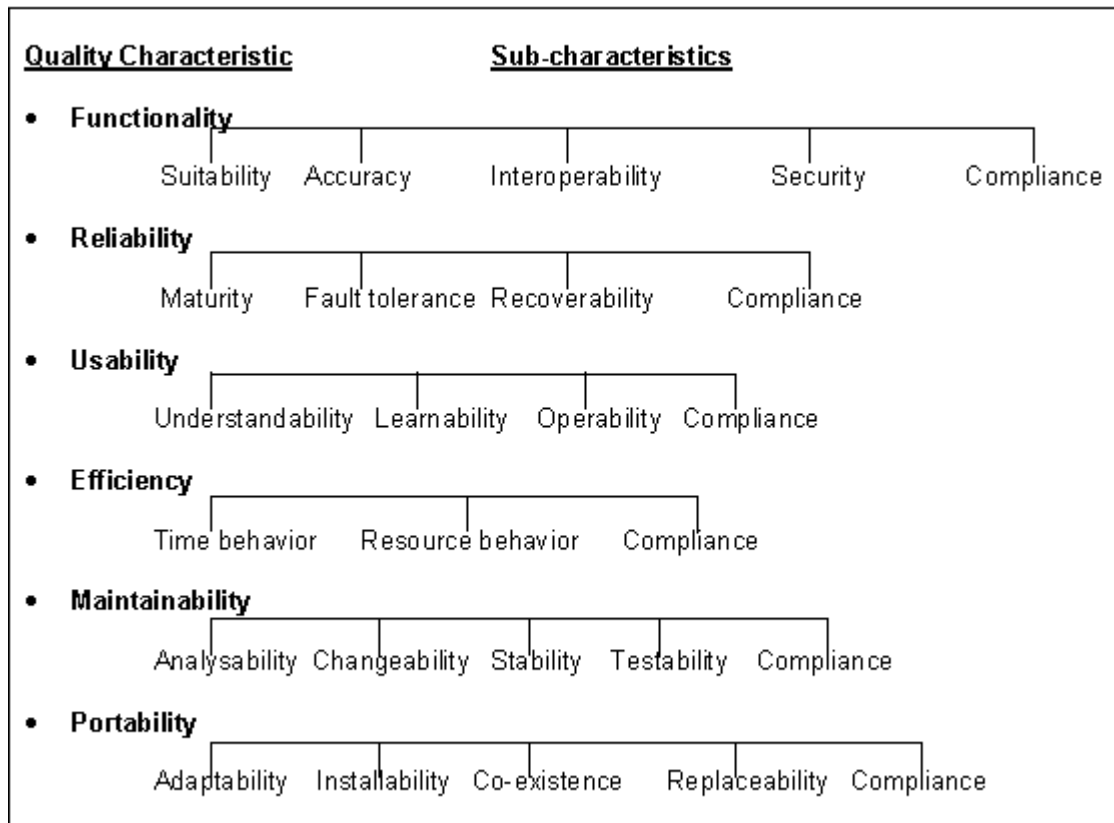 Quality Characteristic Sub-characteristics
• Functionality
Suitability Accuracy Interoperability Security Compliance
• Reliability
Maturity Fault tolerance Recoverability Compliance
• Usability
Understandability Learnability Operability Compliance
• Efficiency
Time behavior Resource behavior Compliance
• Maintainability
Analysability Changeability Stability Testability Compliance
• Portability
Adaptability Installability Co-existence Replaceability Compliance